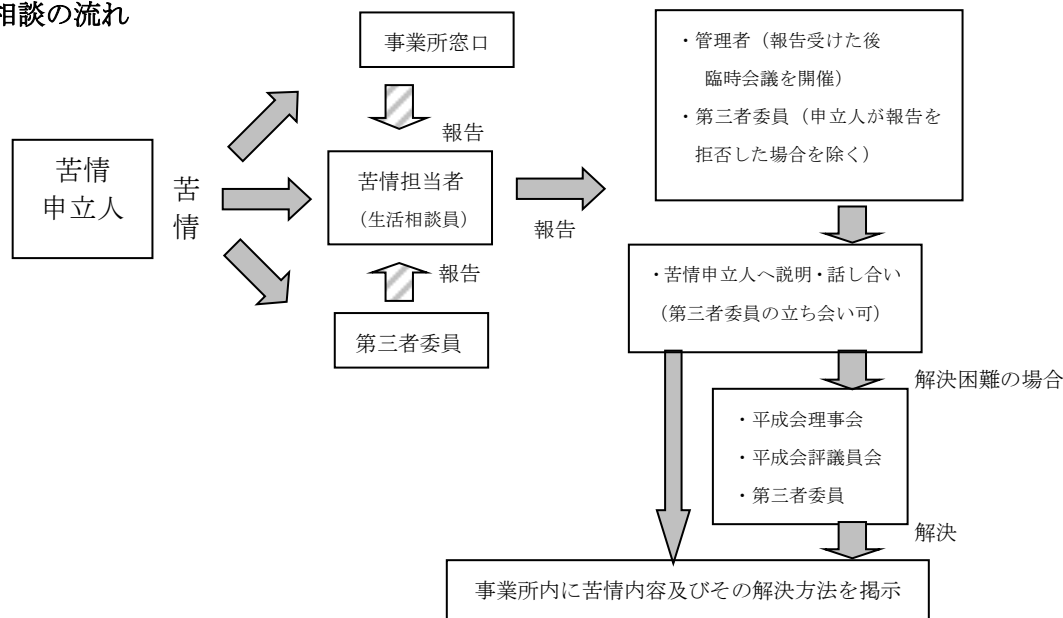 相談の流れ
事業所窓口
報告
苦情
申立人
苦
情
苦情担当者
（生活相談員）
報告
報告
第三者委員
・管理者（報告受けた後
臨時会議を開催）
・第三者委員（申立人が報告を
拒否した場合を除く）
・苦情申立人へ説明・話し合い
（第三者委員の立ち会い可）
解決困難の場合
・平成会理事会
・平成会評議員会
・第三者委員
解決
事業所内に苦情内容及びその解決方法を掲示